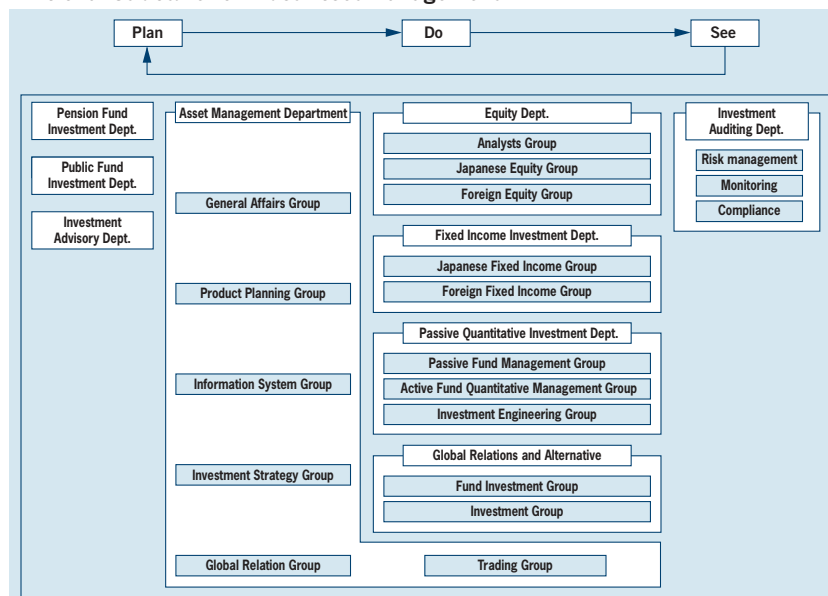 Plan
Do
See
Pension Fund
Investment Dept.
Public Fund
Investment Dept.
Investment
Advisory Dept.
Asset Management Department
General Affairs Group
Product Planning Group
Information System Group
Investment Strategy Group
Global Relation Group
Trading Group
Equity Dept.
Analysts Group
Japanese Equity Group
Foreign Equity Group
Fixed Income Investment Dept.
Japanese Fixed Income Group
Foreign Fixed Income Group
Passive Quantitative Investment Dept.
Passive Fund Management Group
Active Fund Quantitative Management Group
Investment Engineering Group
Global Relations and Alternative
Fund Investment Group
Investment Group
Investment
Auditing Dept.
Risk management
Monitoring
Compliance